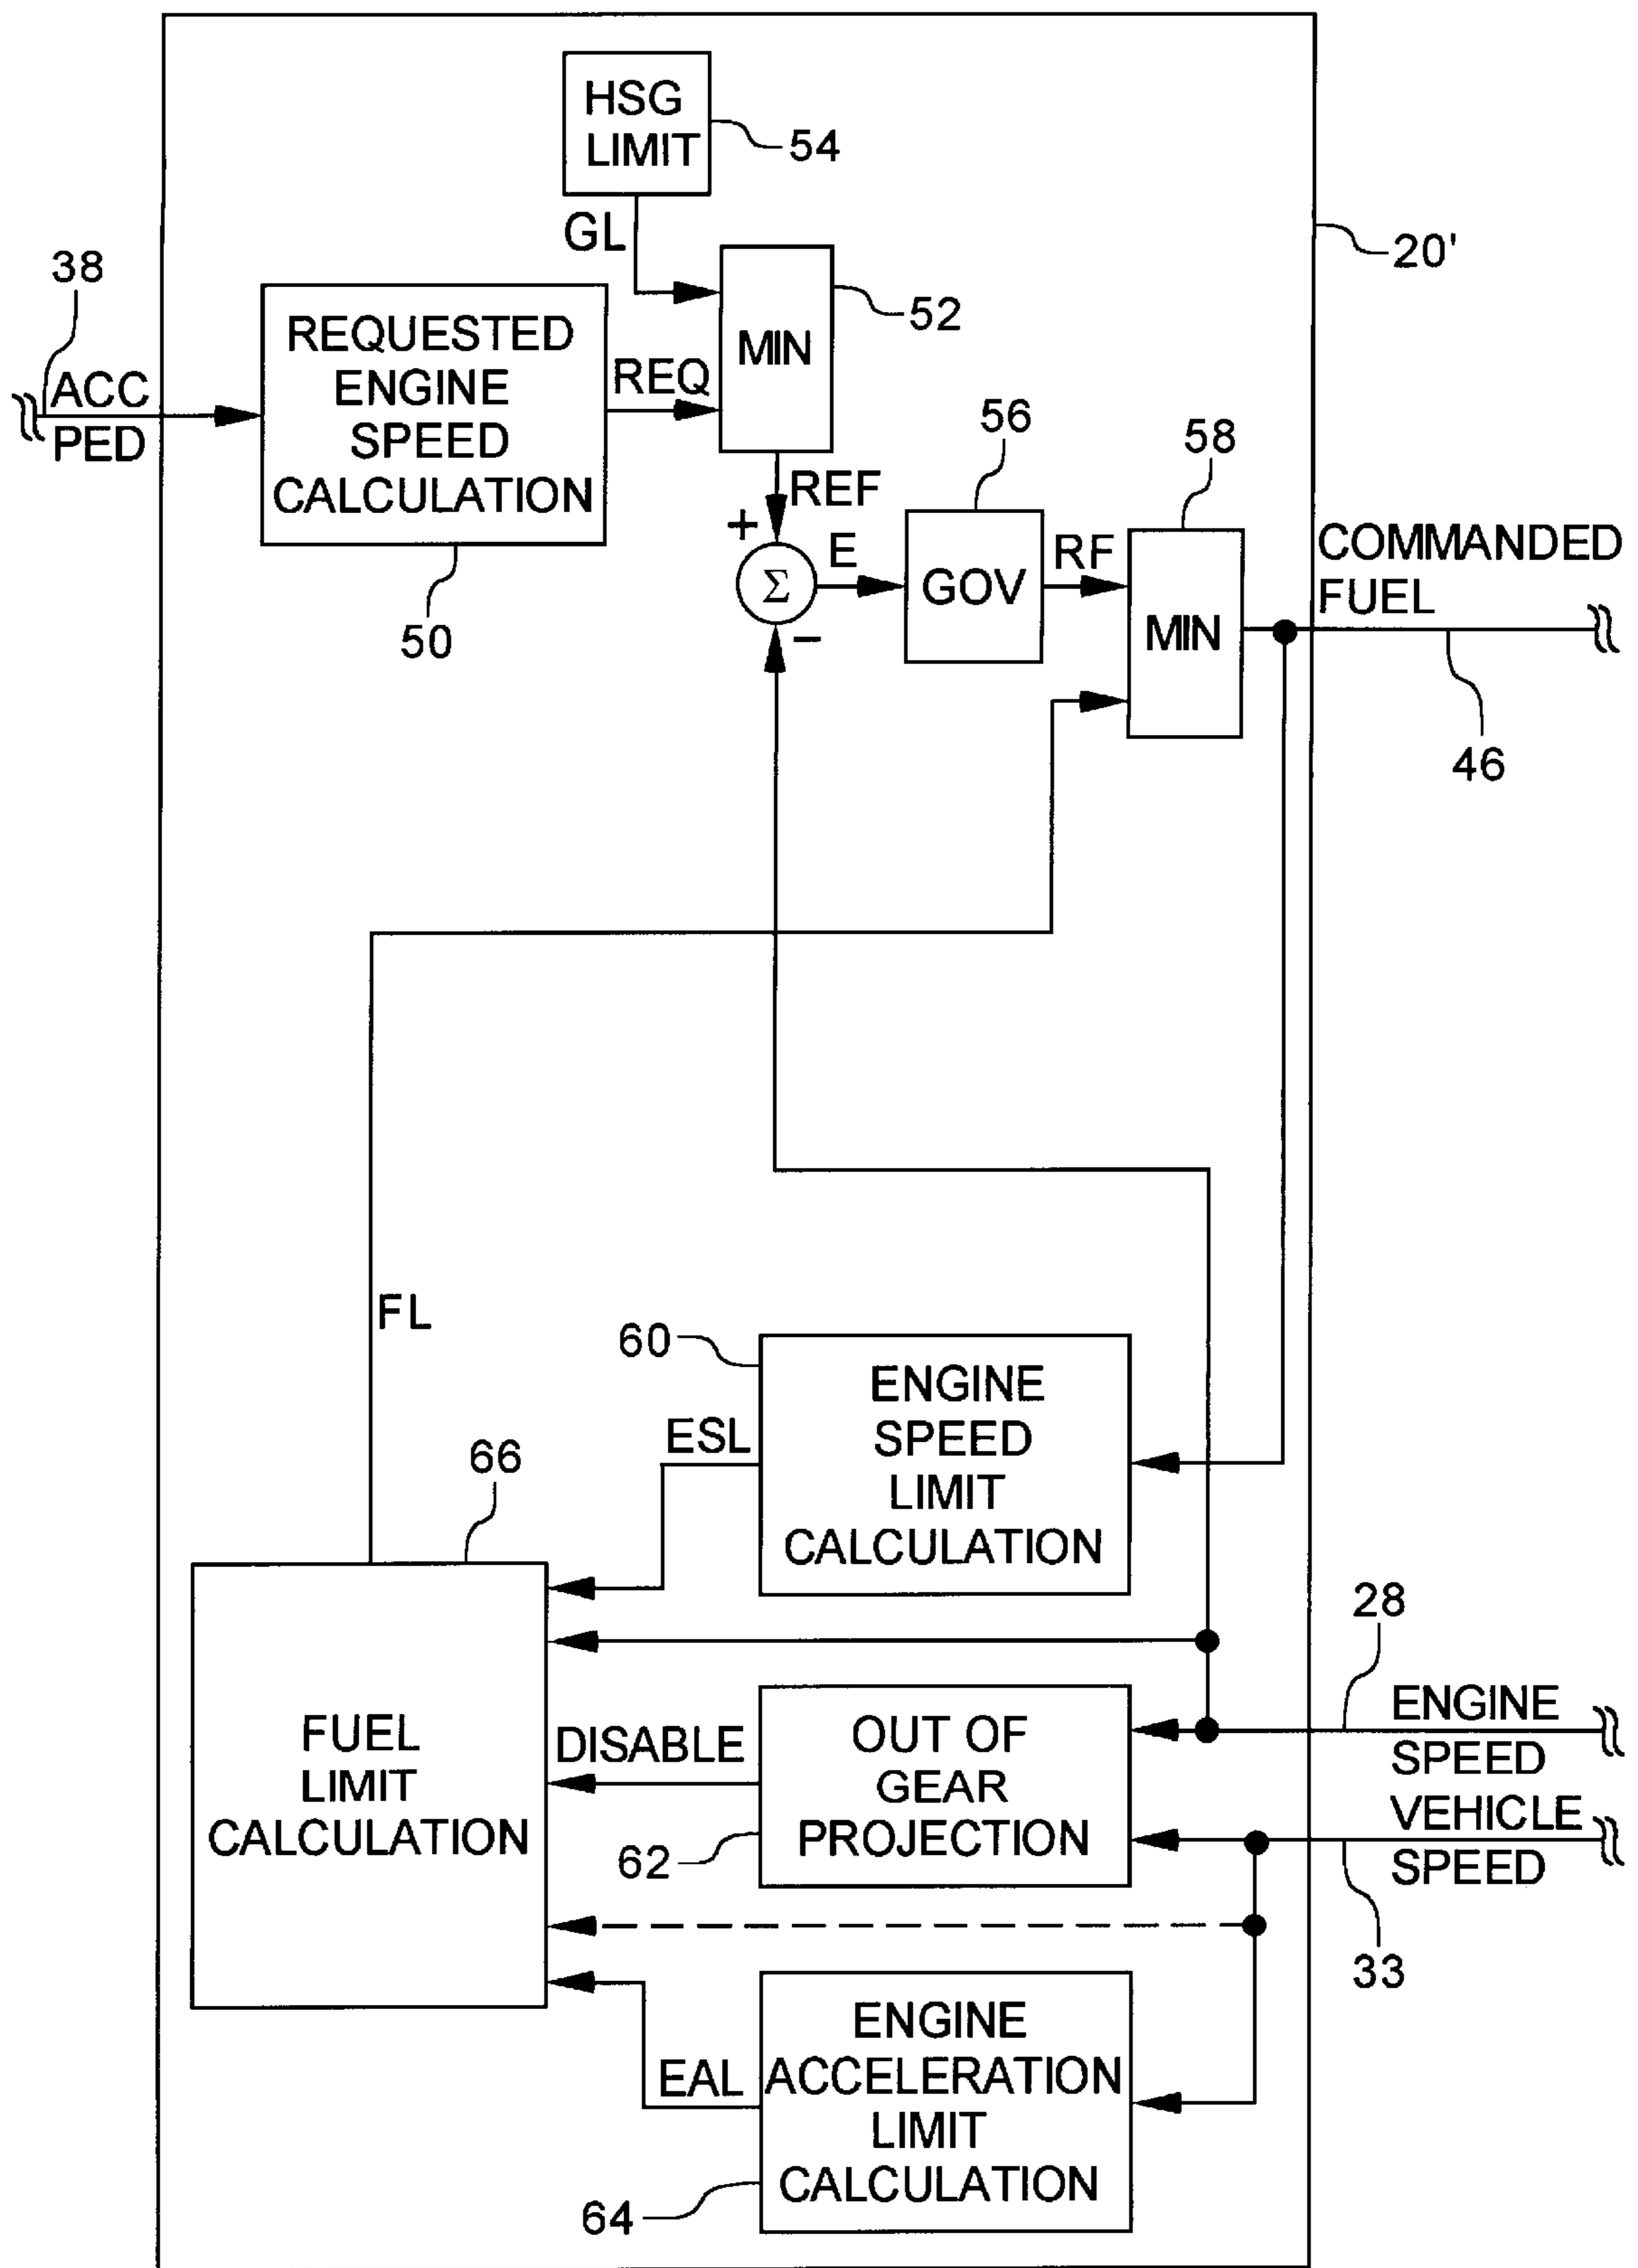 HSG
LIMIT
54
GL
20'
38
52
REQUESTED
ENGINE
SPEED
CALCULATION
MIN
REQ
ACC
PED
56
58
REF
+
E
RF
COMMANDED
FUEL
Σ
GOV
MIN
50
−
46
FL
60
ENGINE
SPEED
LIMIT
CALCULATION
ESL
66
28
ENGINE
SPEED
FUEL
LIMIT
CALCULATION
DISABLE
OUT OF
GEAR
PROJECTION
VEHICLE
SPEED
62
33
ENGINE
ACCELERATION
LIMIT
CALCULATION
EAL
64